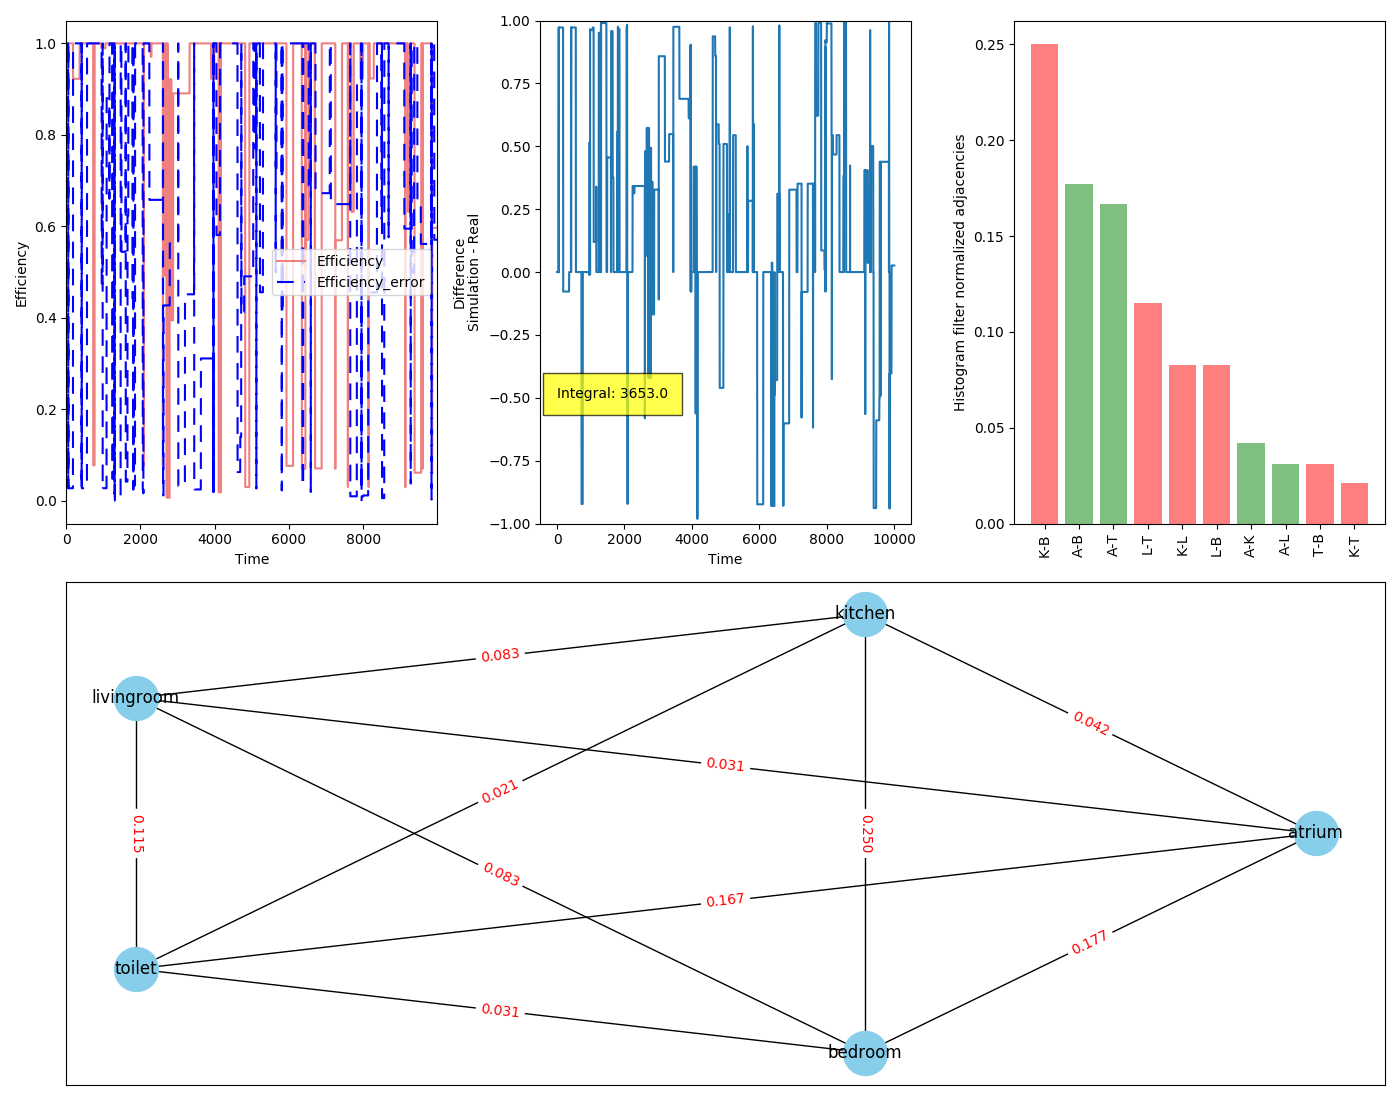 Efficiency
1.0
0.8
0.6
0.4
0.2
0.0
0
2000
4000
6000
8000
Time
Efficiency
Efficiency_error
Difference
Simulation - Real
1.00
0.75
0.50
0.25
0.00
−0.25
−0.50
−0.75
−1.00
Integral: 3653.0
0
2000
4000
6000
8000
10000
Time
Histogram filter normalized adjacencies
0.25
0.20
0.15
0.10
0.05
0.00
K-B
A-B
A-T
L-T
K-L
L-B
A-K
A-L
T-B
K-T
kitchen
0.083
livingroom
0.042
0.031
0.021
0.115
0.250
atrium
0.083
0.167
0.177
toilet
0.031
bedroom